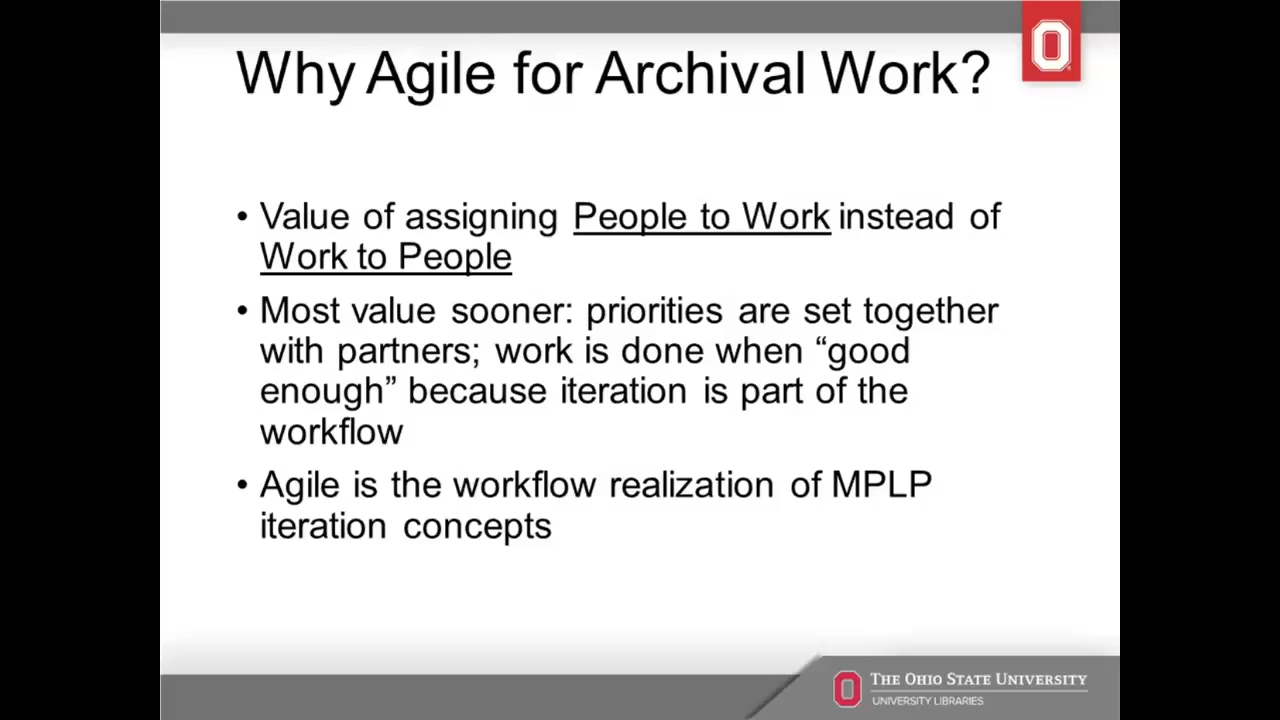 Why Agile for Archival Work?
• Value of assigning People to Work instead of
Work to People
• Most value sooner: priorities are set together
with partners; work is done when “good
enough” because iteration is part of the
workflow
• Agile is the workflow realization of MPLP
iteration concepts
THE OHIO STATE UNIVERSITY
UNIVERSITY LIBRARIES